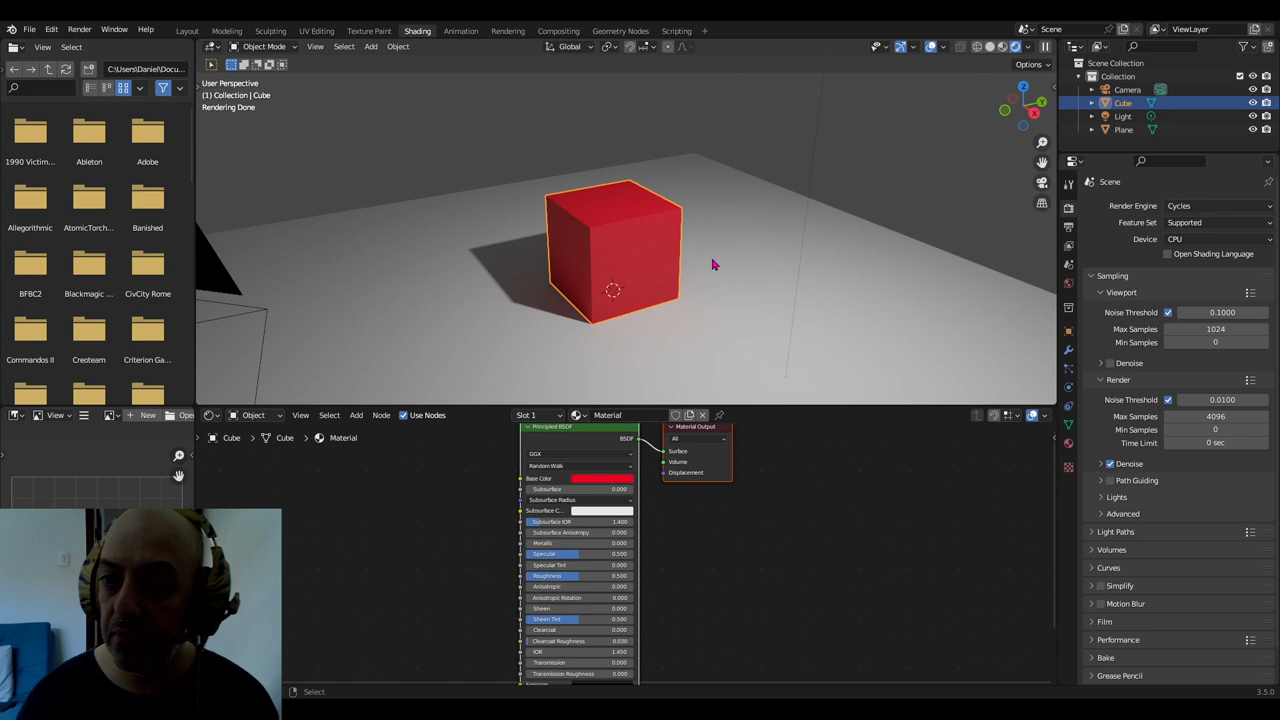 File Edit Render Window Help Layout Modeling Sculpting UV Editing Texture Paint Shading Animation Rendering Compositing Geometry Nodes Scripting + Scene ViewLayer
View Select Object Mode View Select Add Object Global
C:\Users\Daniel\Docu... Options
User Perspective
(1) Collection | Cube
Rendering Done
Scene Collection
Collection
Camera
Cube
Light
Plane
X
Y
Z
1990 Victim... Ableton Adobe
Allegorithmic AtomicTorch... Banished
BFBC2 Blackmagic ... CivCity Rome
Commandos II Creoteam Criterion Ga...
Scene
Render Engine Cycles
Feature Set Supported
Device CPU
Open Shading Language
Sampling
Viewport
Noise Threshold 0.1000
Max Samples 1024
Min Samples 0
Denoise
Render
Noise Threshold 0.0100
Max Samples 4096
Min Samples 0
Time Limit 0 sec
Denoise
Path Guiding
Lights
Advanced
Light Paths
Volumes
Curves
Simplify
Motion Blur
Film
Performance
Bake
Grease Pencil
View + New Open
Object View Select Add Node Use Nodes Slot 1 Material
Cube > Cube > Material
Principled BSDF
BSDF
GGX
Random Walk
Base Color
Subsurface 0.000
Subsurface Radius
Subsurface C...
Subsurface IOR 1.400
Subsurface Anisotropy 0.000
Metallic 0.000
Specular 0.500
Specular Tint 0.000
Roughness 0.500
Anisotropic 0.000
Anisotropic Rotation 0.000
Sheen 0.000
Sheen Tint 0.500
Clearcoat 0.000
Clearcoat Roughness 0.030
IOR 1.450
Transmission 0.000
Transmission Roughness 0.000
Material Output
All
Surface
Volume
Displacement
Select
3.5.0